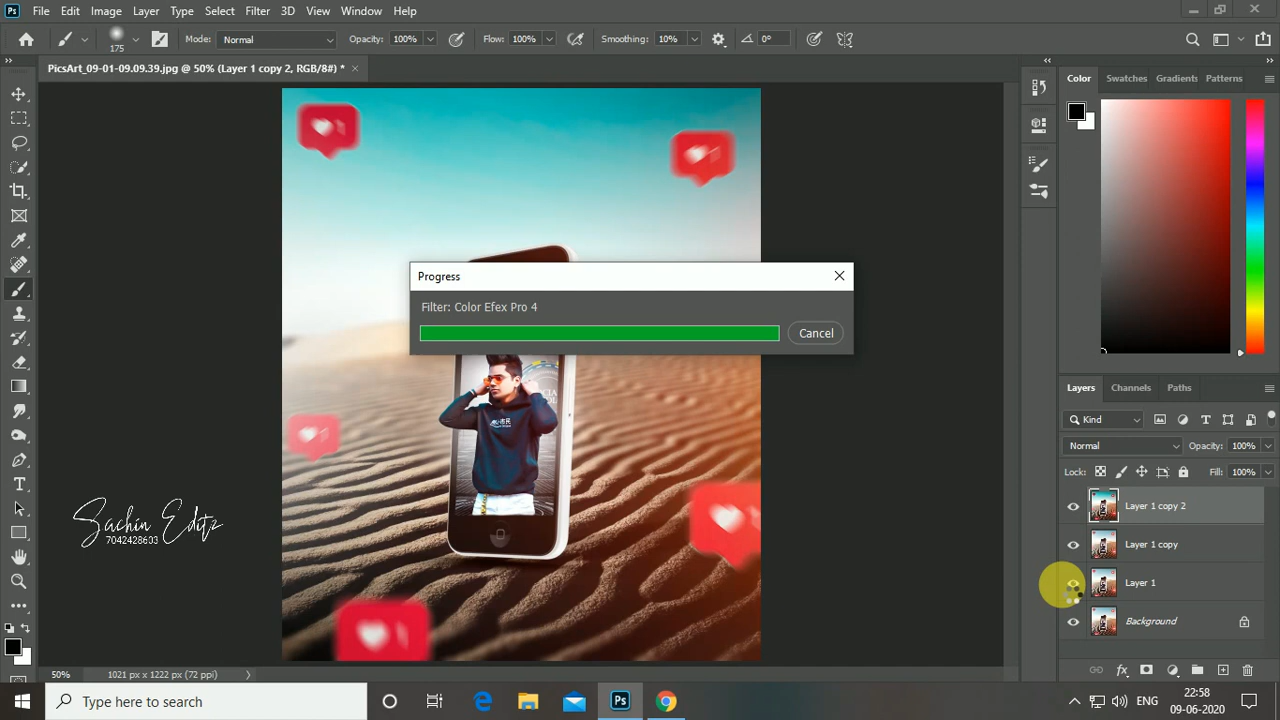 Ps File Edit Image Layer Type Select Filter 3D View Window Help
175 Mode: Normal Opacity: 100% Flow: 100% Smoothing: 10% 0°
PicsArt_09-01-09.09.39.jpg @ 50% (Layer 1 copy 2, RGB/8#) *
Color Swatches Gradients Patterns
Progress
Filter: Color Efex Pro 4
Cancel
Layers Channels Paths
Kind
Normal Opacity: 100%
Lock: Fill: 100%
Layer 1 copy 2
Layer 1 copy
Layer 1
Background
Sachin Editz
7042428603
50% 1021 px x 1222 px (72 ppi)
Type here to search
Ps
ENG
22:58
09-06-2020